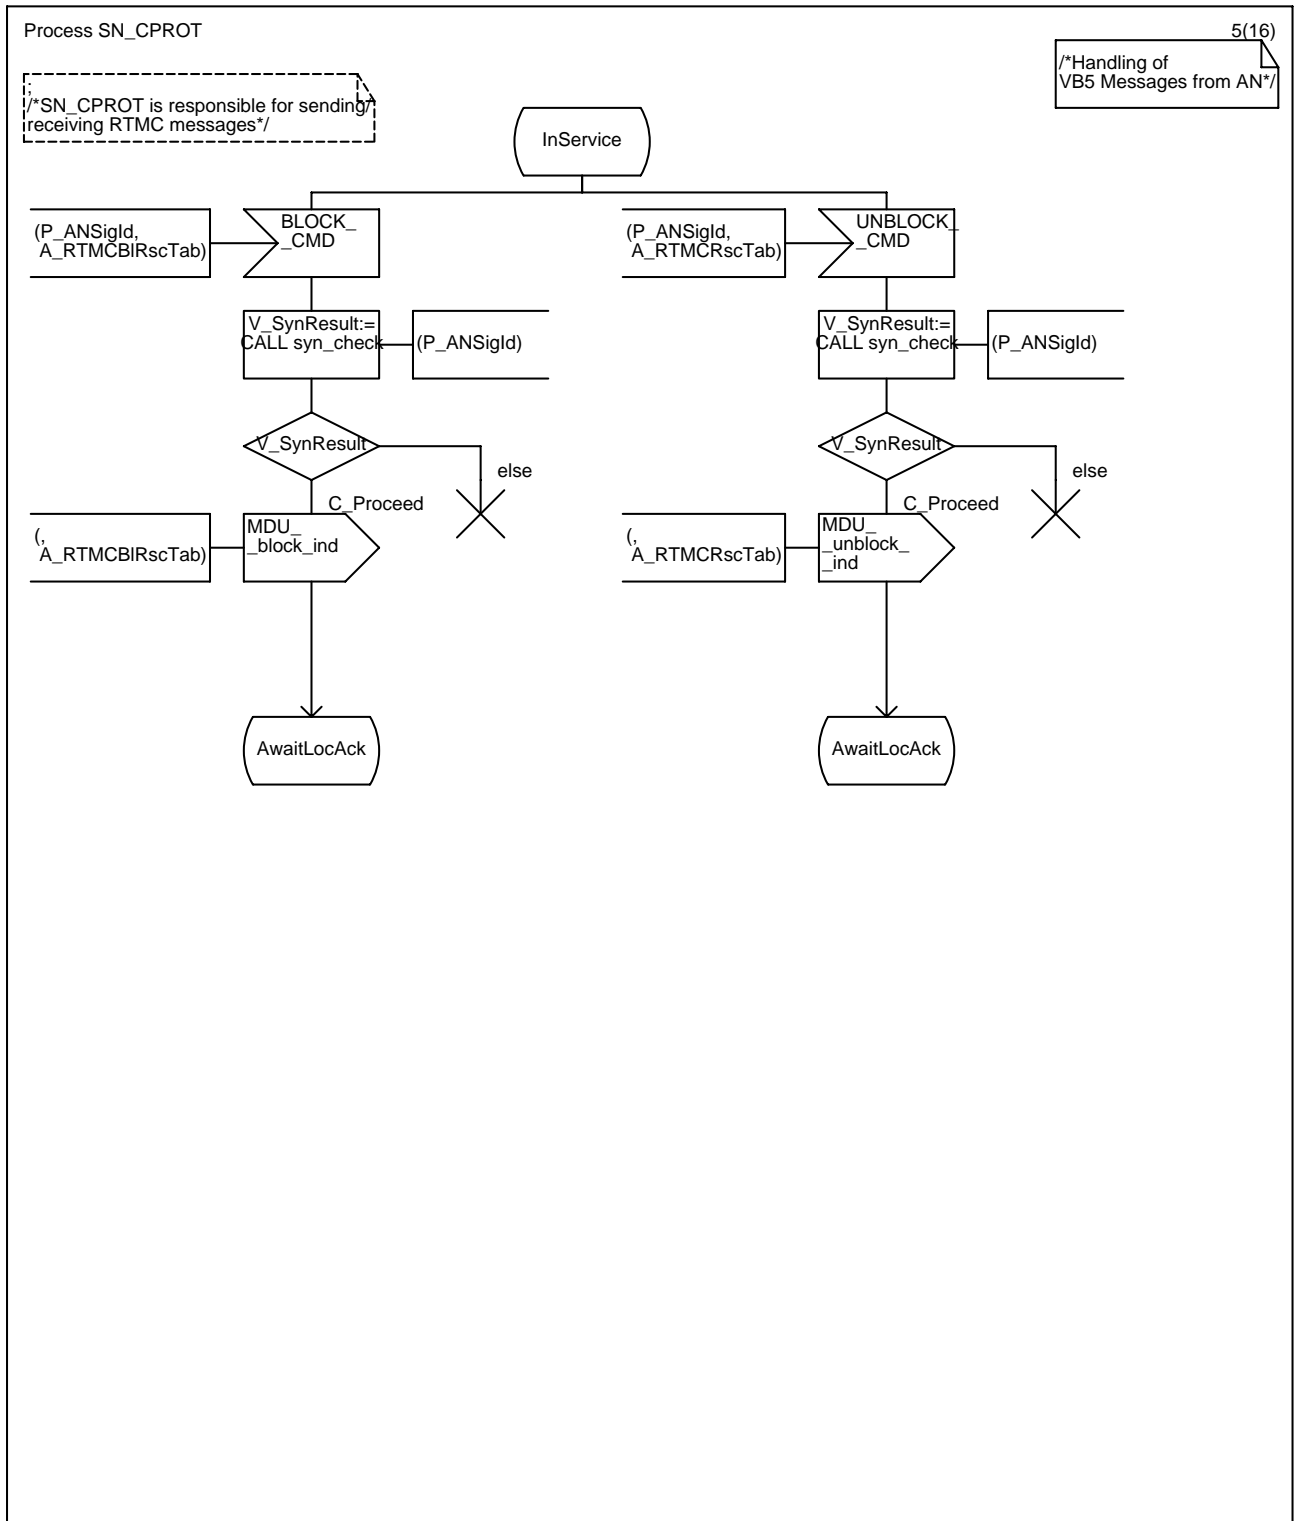 Process SN_CPROT
5(16)
/*Handling of
VB5 Messages from AN*/
;
/*SN_CPROT is responsible for sending/
receiving RTMC messages*/
InService
(P_ANSigId,
A_RTMCBlRscTab)
BLOCK_
_CMD
(P_ANSigId,
A_RTMCRscTab)
UNBLOCK_
_CMD
V_SynResult:=
CALL syn_check
(P_ANSigId)
V_SynResult:=
CALL syn_check
(P_ANSigId)
V_SynResult
else
V_SynResult
else
C_Proceed
C_Proceed
(,
A_RTMCBlRscTab)
MDU_
_block_ind
(,
A_RTMCRscTab)
MDU_
_unblock_
_ind
AwaitLocAck
AwaitLocAck